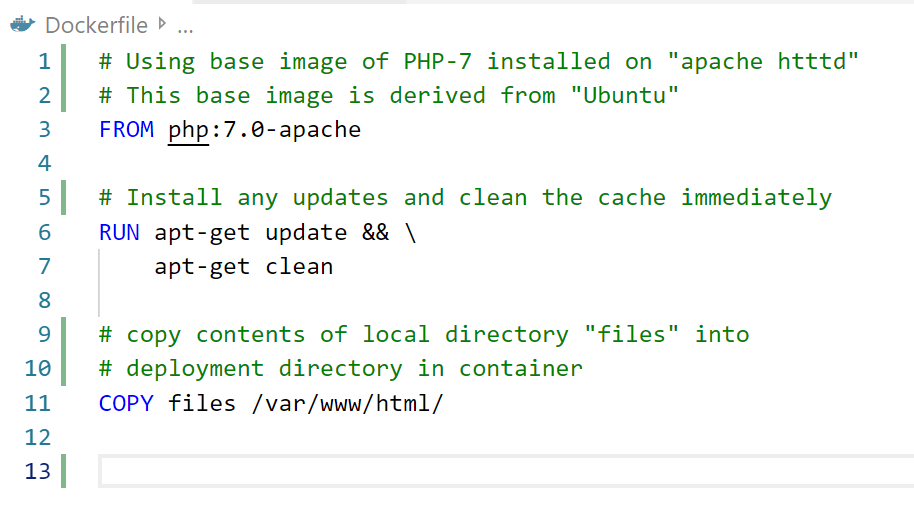 Dockerfile ...
1 # Using base image of PHP-7 installed on "apache htttd"
2 # This base image is derived from "Ubuntu"
3 FROM php:7.0-apache
4
5 # Install any updates and clean the cache immediately
6 RUN apt-get update && \
7     apt-get clean
8
9 # copy contents of local directory "files" into
10 # deployment directory in container
11 COPY files /var/www/html/
12
13